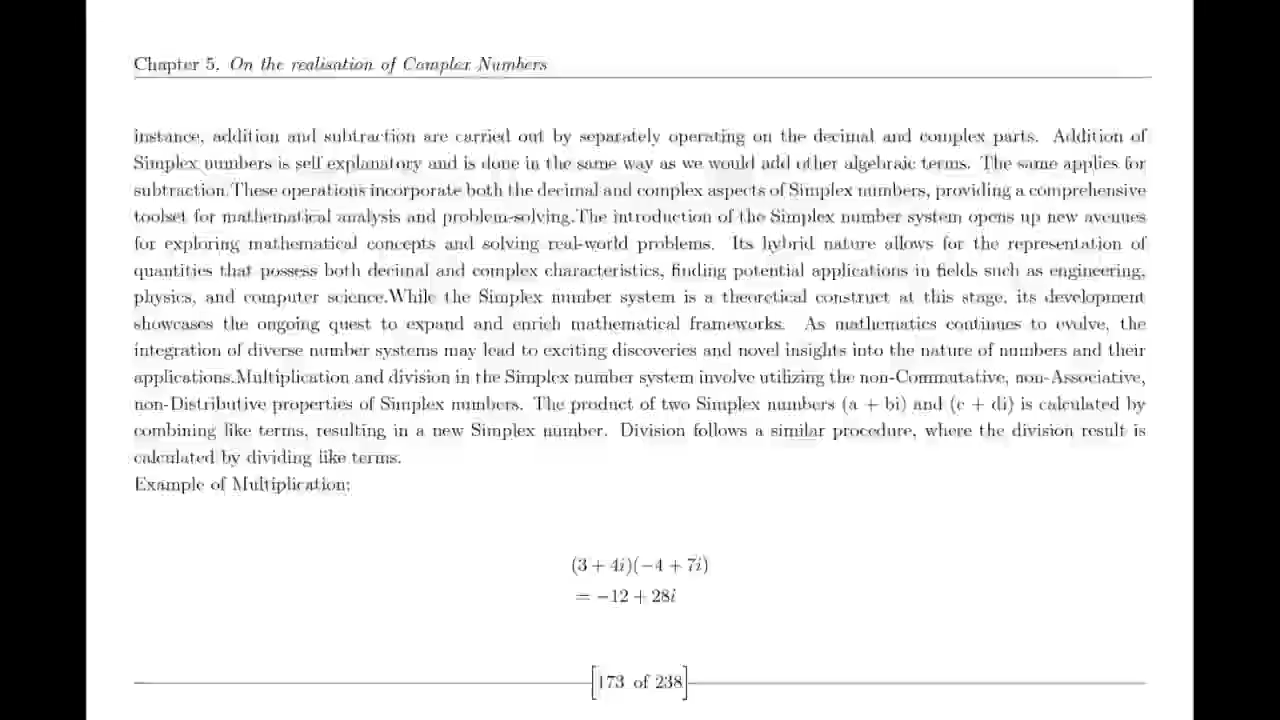 Chapter 5. On the realisation of Complex Numbers
instance, addition and subtraction are carried out by separately operating on the decimal and complex parts. Addition of
Simplex numbers is self explanatory and is done in the same way as we would add other algebraic terms. The same applies for
subtraction.These operations incorporate both the decimal and complex aspects of Simplex numbers, providing a comprehensive
toolset for mathematical analysis and problem-solving.The introduction of the Simplex number system opens up new avenues
for exploring mathematical concepts and solving real-world problems. Its hybrid nature allows for the representation of
quantities that possess both decimal and complex characteristics, finding potential applications in fields such as engineering,
physics, and computer science.While the Simplex number system is a theoretical construct at this stage, its development
showcases the ongoing quest to expand and enrich mathematical frameworks. As mathematics continues to evolve, the
integration of diverse number systems may lead to exciting discoveries and novel insights into the nature of numbers and their
applications.Multiplication and division in the Simplex number system involve utilizing the non-Commutative, non-Associative,
non-Distributive properties of Simplex numbers. The product of two Simplex numbers (a + bi) and (c + di) is calculated by
combining like terms, resulting in a new Simplex number. Division follows a similar procedure, where the division result is
calculated by dividing like terms.
Example of Multiplication:
(3 + 4i)(−4 + 7i)
= −12 + 28i
[173 of 238]